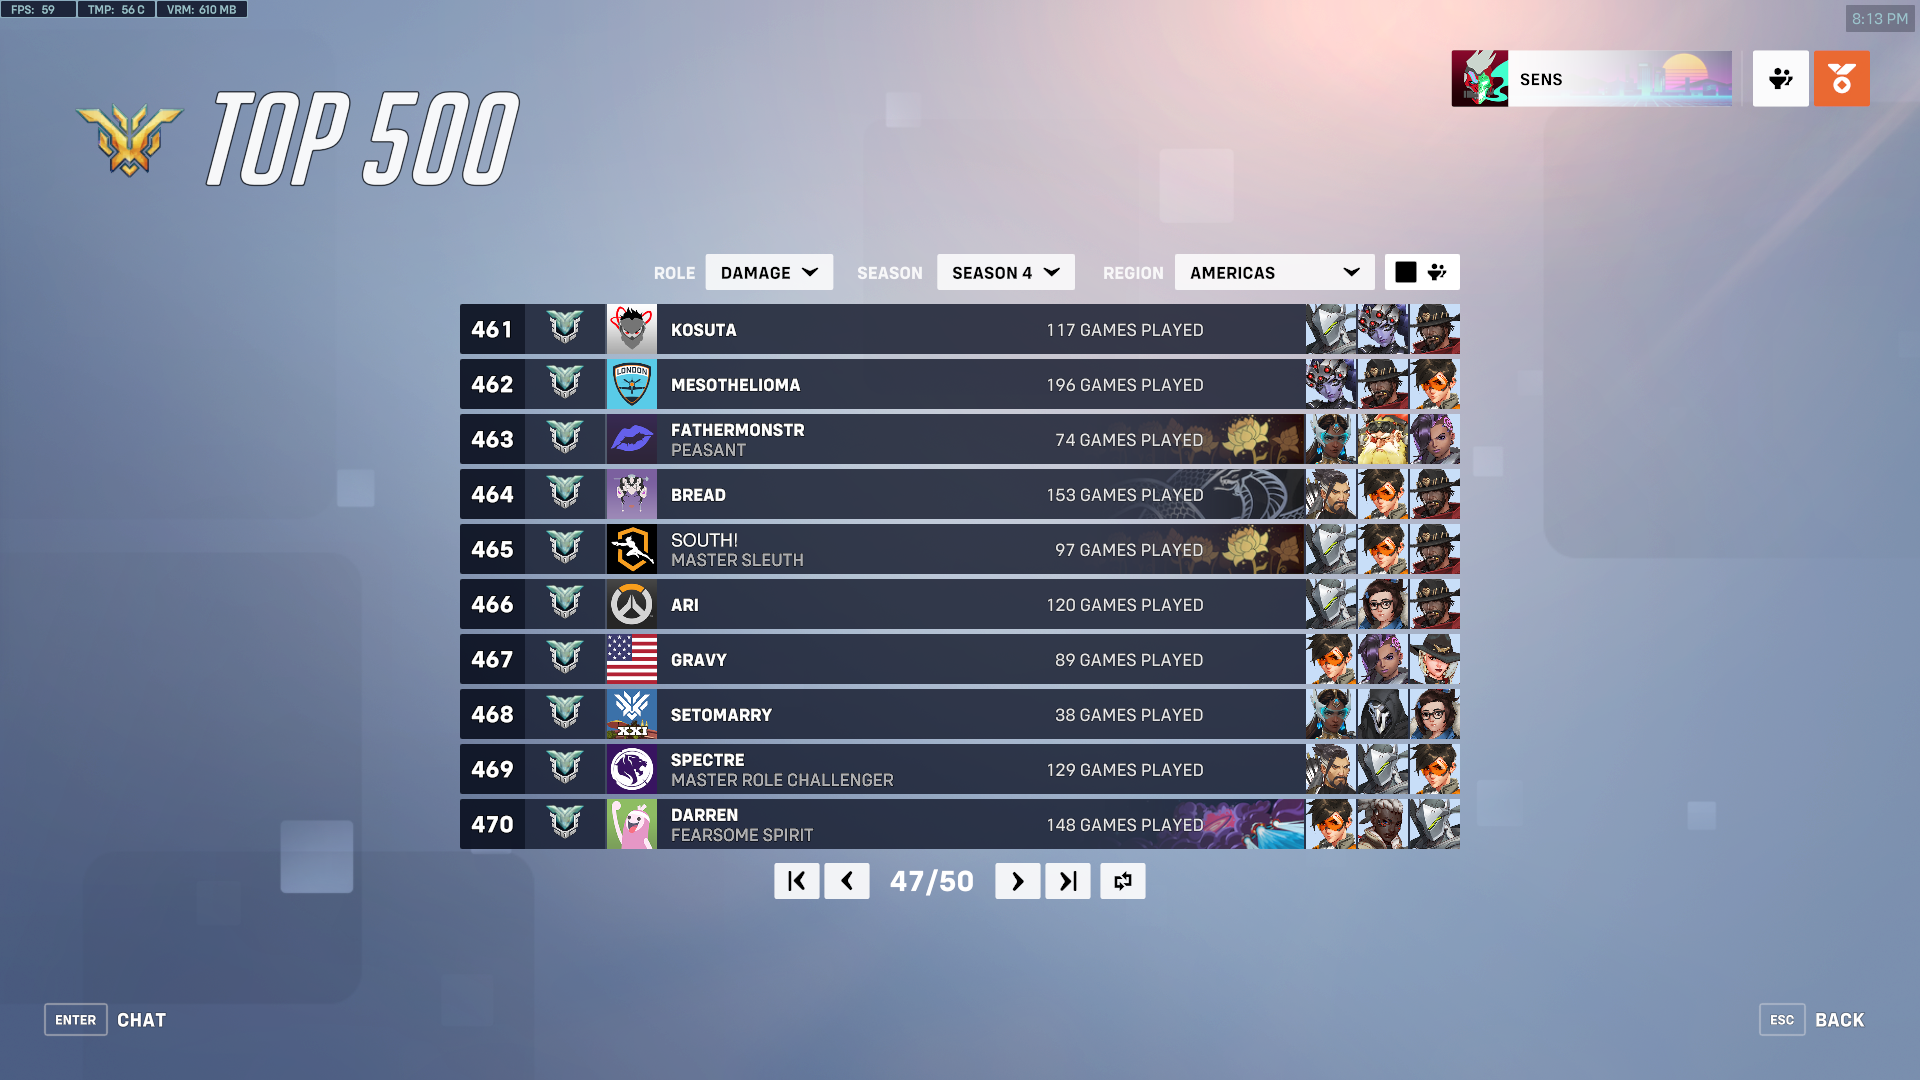 FPS: 59 TMP: 56 C VRM: 610 MB
8:13 PM
SENS
TOP 500
ROLE DAMAGE SEASON SEASON 4 REGION AMERICAS
461 KOSUTA 117 GAMES PLAYED
462 LONDON MESOTHELIOMA 196 GAMES PLAYED
463 FATHERMONSTR 74 GAMES PLAYED
PEASANT
464 BREAD 153 GAMES PLAYED
465 SOUTH! 97 GAMES PLAYED
MASTER SLEUTH
466 ARI 120 GAMES PLAYED
467 GRAVY 89 GAMES PLAYED
468 XXI SETOMARRY 38 GAMES PLAYED
469 SPECTRE 129 GAMES PLAYED
MASTER ROLE CHALLENGER
470 DARREN 148 GAMES PLAYED
FEARSOME SPIRIT
47/50
ENTER CHAT
ESC BACK